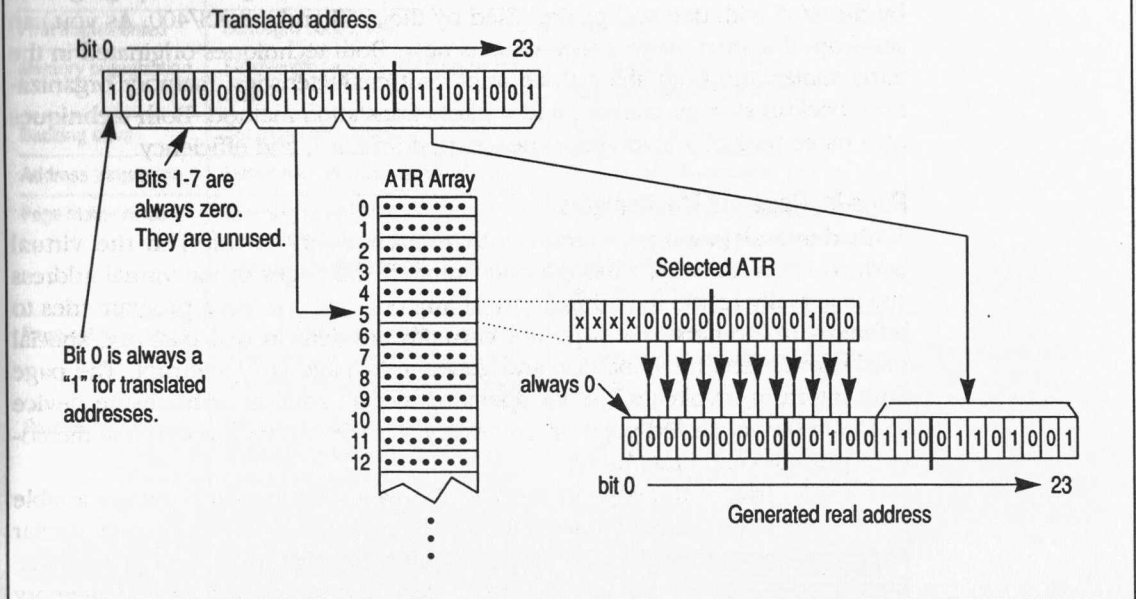 Translated address
bit 0 23
1 0 0 0 0 0 0 0 0 0 1 0 1 1 1 0 0 1 1 0 1 0 0 1
Bits 1-7 are
always zero.
They are unused.
Bit 0 is always a
"1" for translated
addresses.
ATR Array
0
1
2
3
4
5
6
7
8
9
10
11
12
Selected ATR
x x x x 0 0 0 0 0 0 0 0 0 1 0 0
always 0
0 0 0 0 0 0 0 0 0 0 1 0 0 1 1 0 0 1 1 0 1 0 0 1
bit 0 23
Generated real address